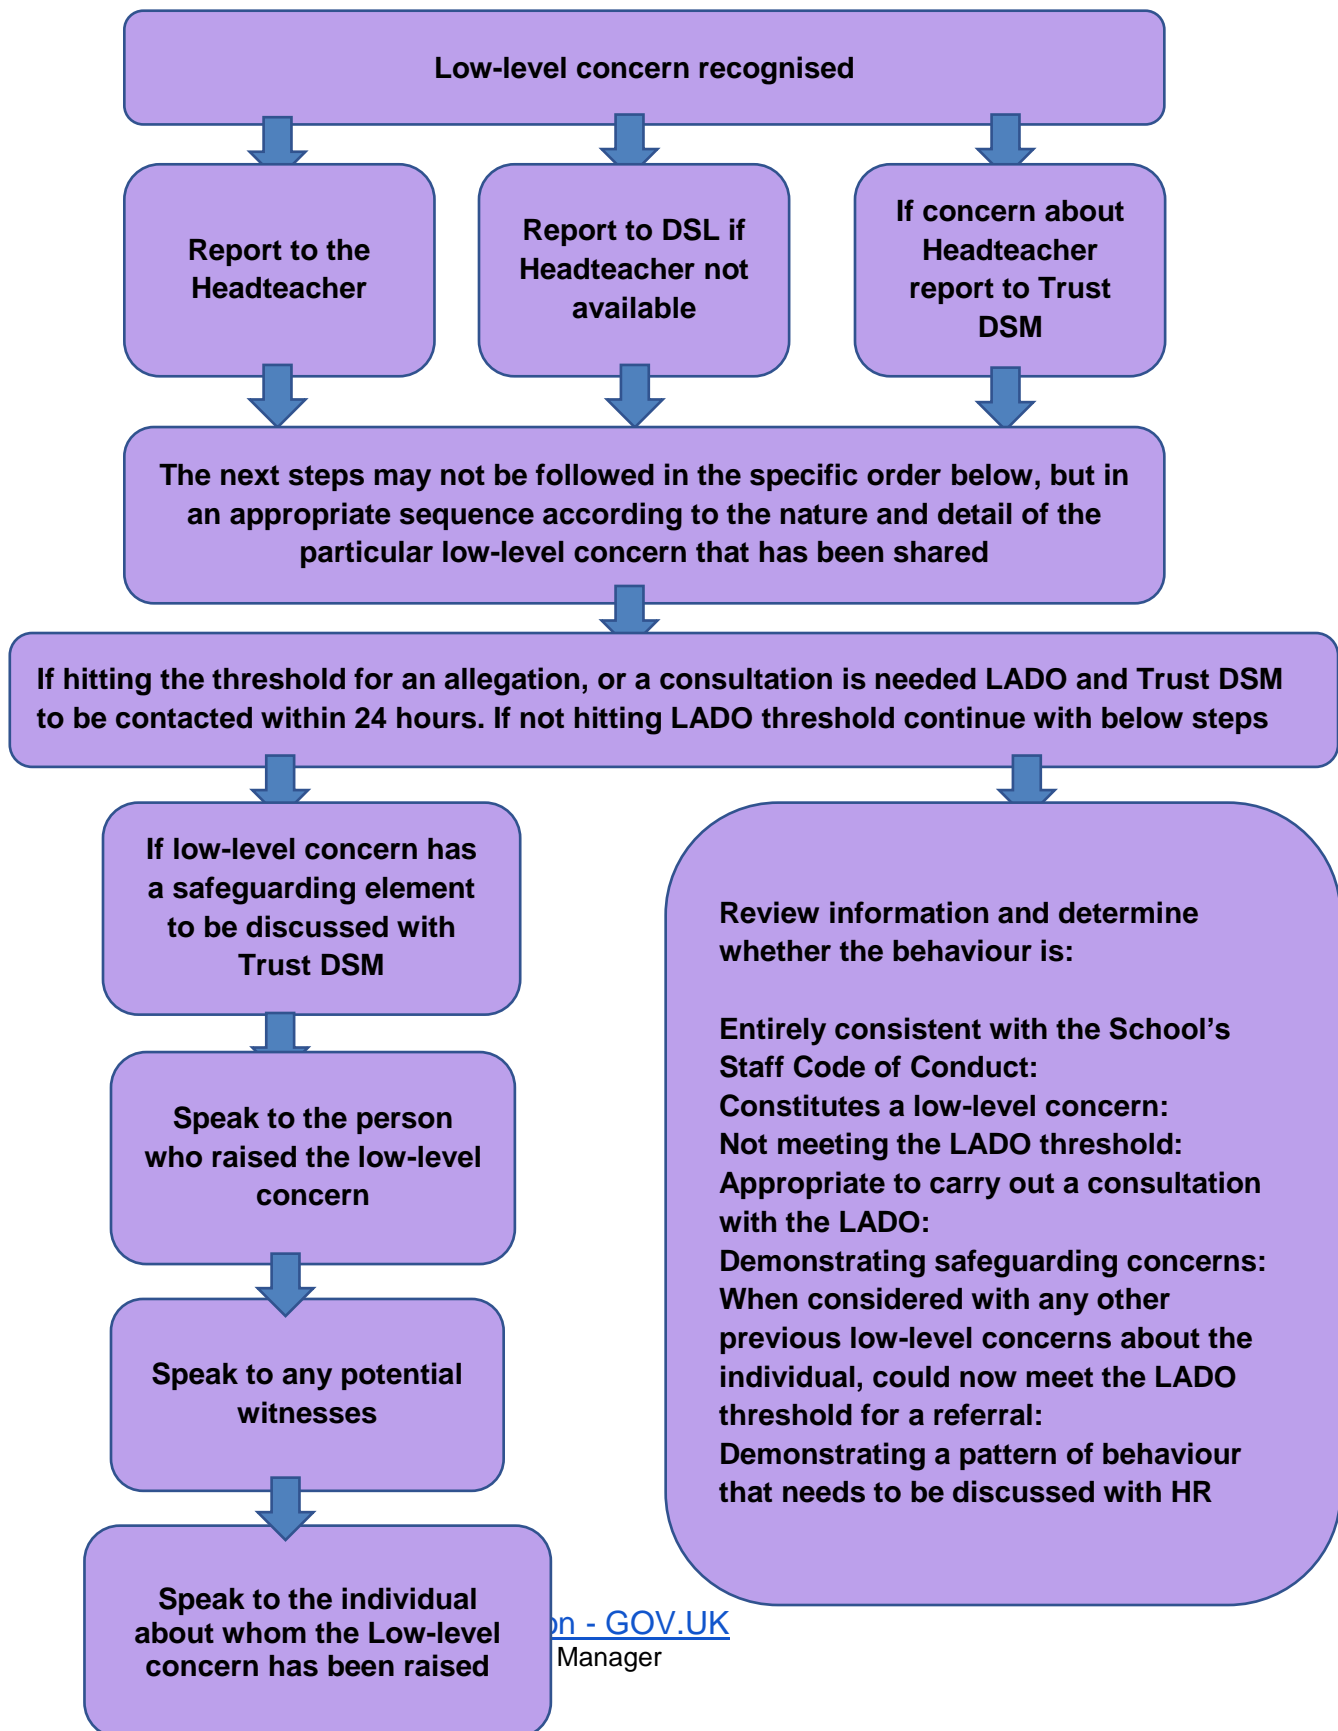 Low-level concern recognised
Report to the
Headteacher
Report to DSL if
Headteacher not
available
If concern about
Headteacher
report to Trust
DSM
The next steps may not be followed in the specific order below, but in
an appropriate sequence according to the nature and detail of the
particular low-level concern that has been shared
If hitting the threshold for an allegation, or a consultation is needed LADO and Trust DSM
to be contacted within 24 hours. If not hitting LADO threshold continue with below steps
If low-level concern has
a safeguarding element
to be discussed with
Trust DSM
Speak to the person
who raised the low-level
concern
Speak to any potential
witnesses
Speak to the individual
about whom the Low-level
concern has been raised
Review information and determine
whether the behaviour is:
Entirely consistent with the School’s
Staff Code of Conduct:
Constitutes a low-level concern:
Not meeting the LADO threshold:
Appropriate to carry out a consultation
with the LADO:
Demonstrating safeguarding concerns:
When considered with any other
previous low-level concerns about the
individual, could now meet the LADO
threshold for a referral:
Demonstrating a pattern of behaviour
that needs to be discussed with HR
- GOV.UK
Manager